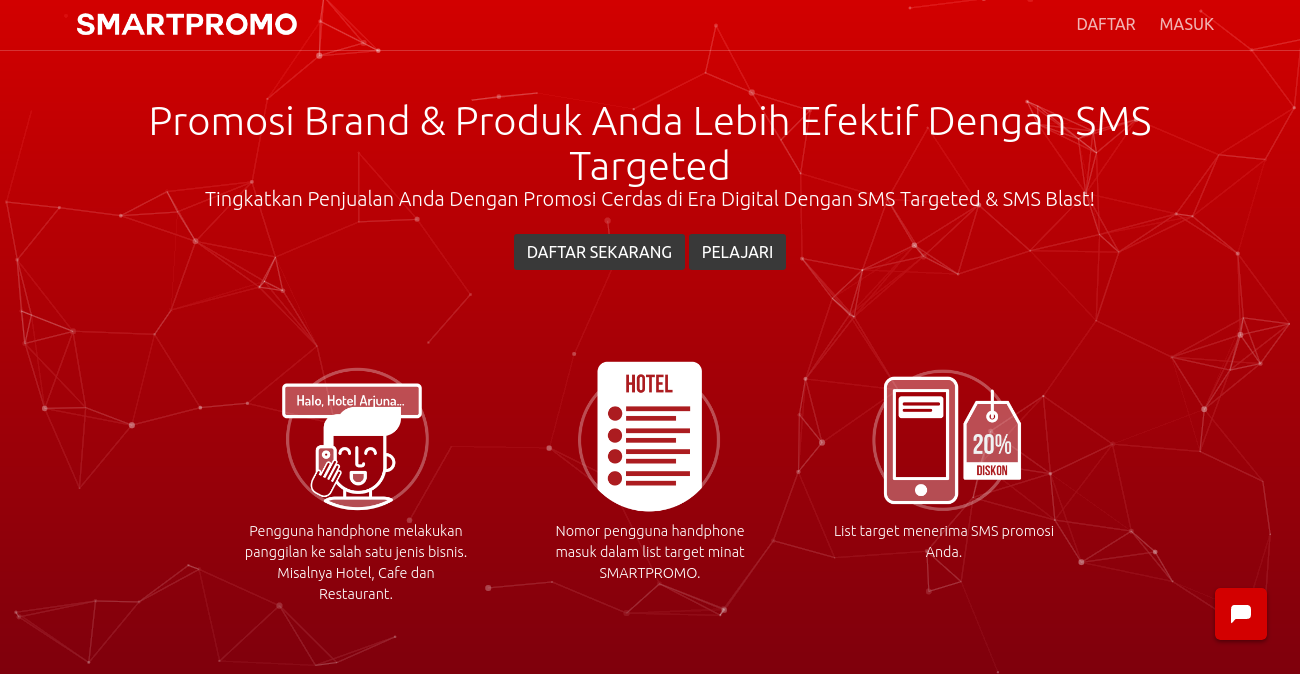 SMARTPROMO
DAFTAR MASUK
Promosi Brand & Produk Anda Lebih Efektif Dengan SMS
Targeted
Tingkatkan Penjualan Anda Dengan Promosi Cerdas di Era Digital Dengan SMS Targeted & SMS Blast!
DAFTAR SEKARANG PELAJARI
Halo, Hotel Arjuna...
HOTEL
20%
DISKON
Pengguna handphone melakukan
panggilan ke salah satu jenis bisnis.
Misalnya Hotel, Cafe dan
Restaurant.
Nomor pengguna handphone
masuk dalam list target minat
SMARTPROMO.
List target menerima SMS promosi
Anda.